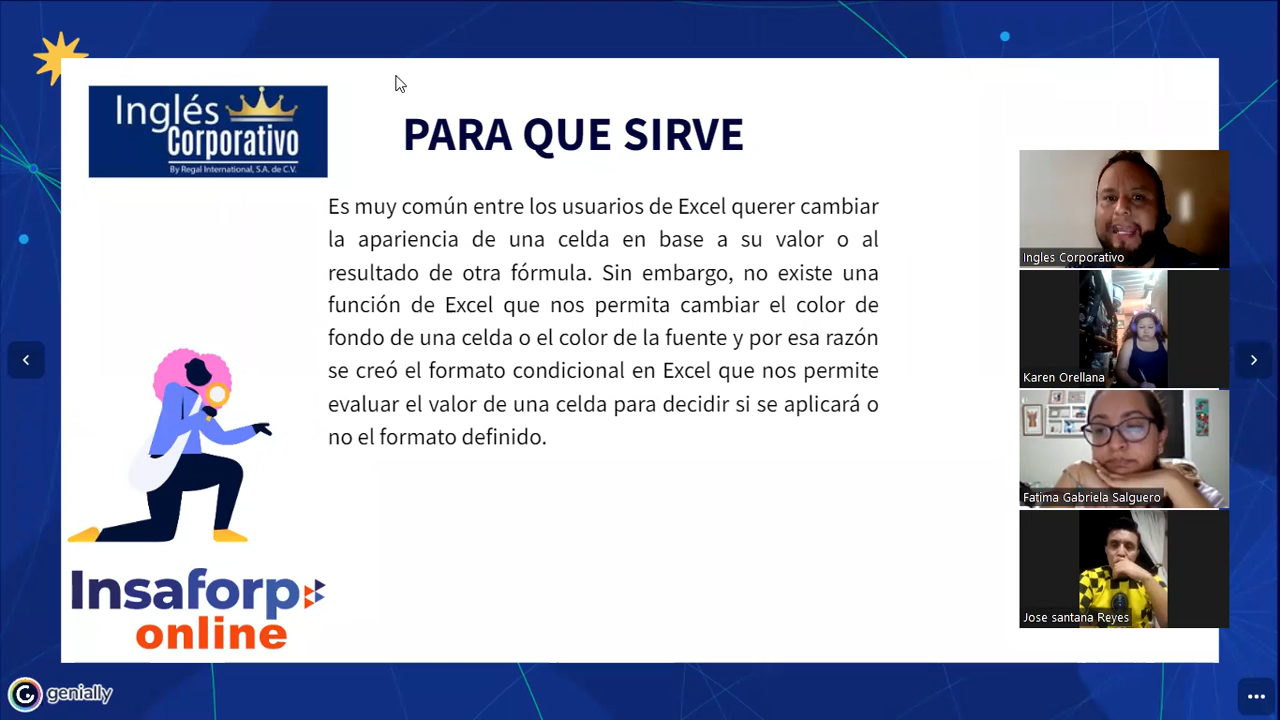 Inglés
Corporativo
By Regal International, S.A. de C.V.
PARA QUE SIRVE
Es muy común entre los usuarios de Excel querer cambiar
la apariencia de una celda en base a su valor o al
resultado de otra fórmula. Sin embargo, no existe una
función de Excel que nos permita cambiar el color de
fondo de una celda o el color de la fuente y por esa razón
se creó el formato condicional en Excel que nos permite
evaluar el valor de una celda para decidir si se aplicará o
no el formato definido.
Ingles Corporativo
Karen Orellana
Fatima Gabriela Salguero
Jose santana Reyes
Insaforp
online
genially